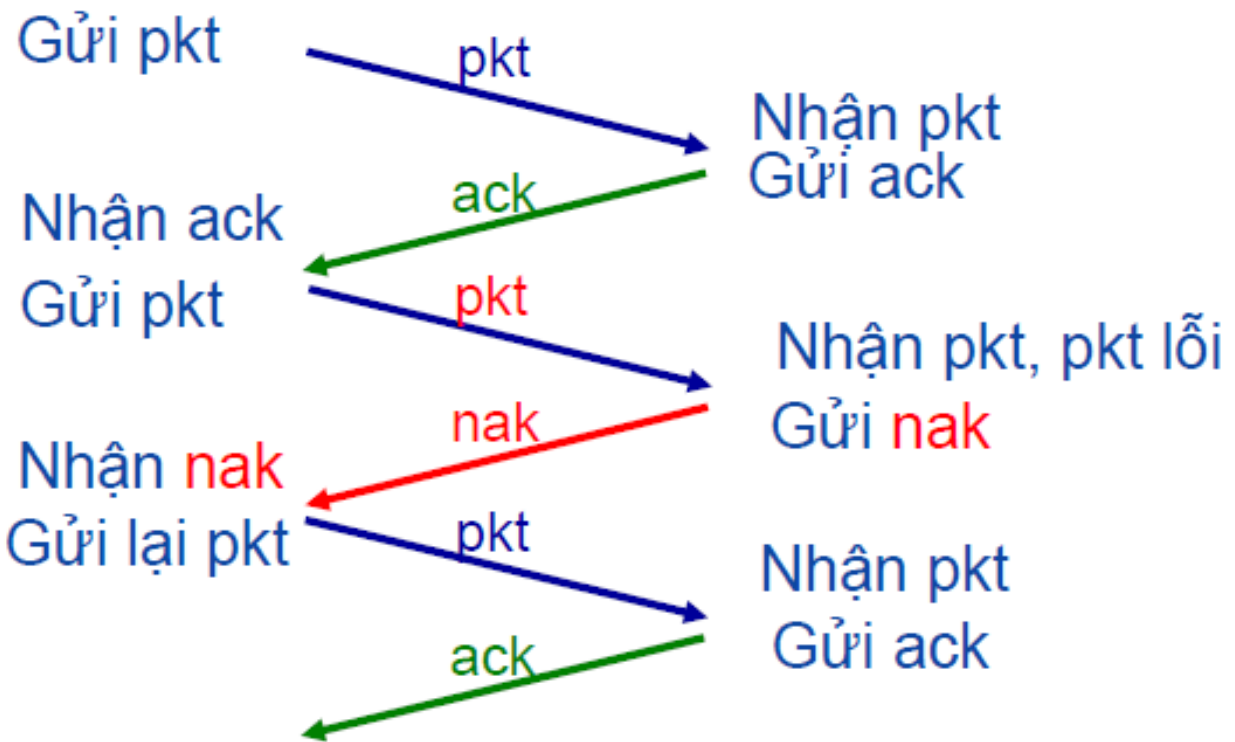 Gửi pkt
pkt
Nhận pkt
Gửi ack
ack
Nhận ack
Gửi pkt
pkt
Nhận pkt, pkt lỗi
Gửi nak
nak
Nhận nak
Gửi lại pkt
pkt
Nhận pkt
Gửi ack
ack